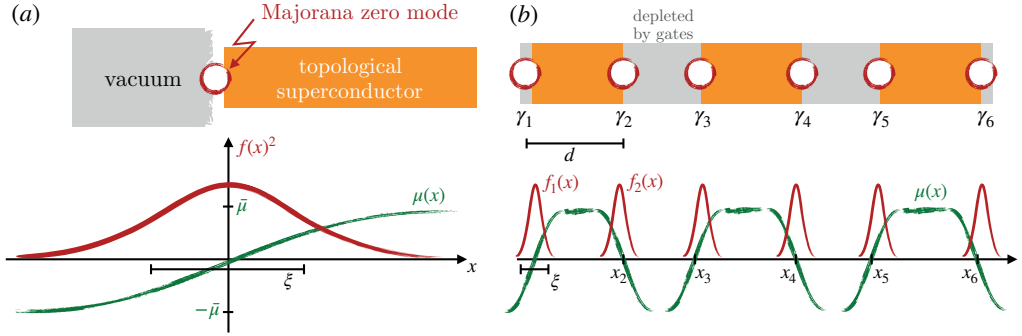 (a)
Majorana zero mode
vacuum
topological
superconductor
f(x)²
μ(x)
μ̄
x
ξ
−μ̄
(b)
depleted
by gates
γ₁ γ₂ γ₃ γ₄ γ₅ γ₆
d
f₁(x) f₂(x) μ(x)
ξ x₂ x₃ x₄ x₅ x₆